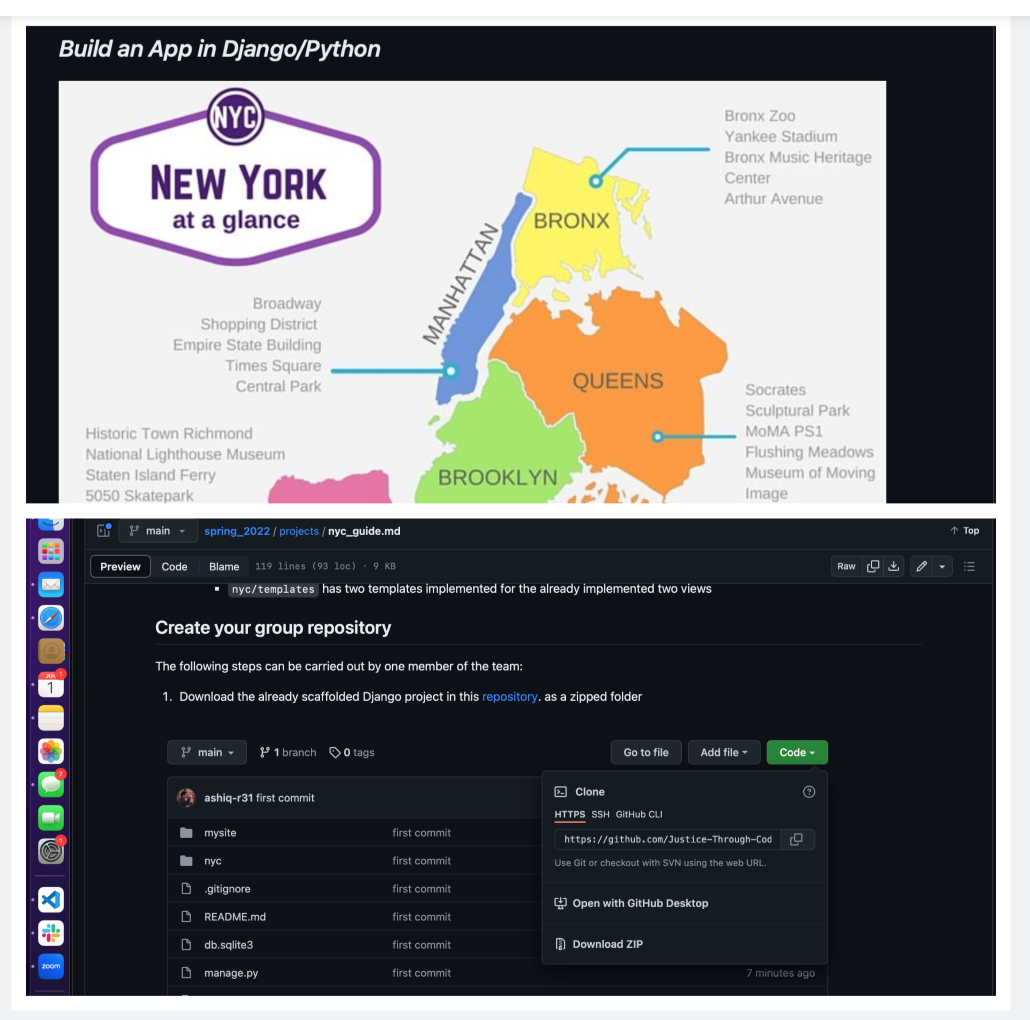 Build an App in Django/Python
NYC
NEW YORK
at a glance
Bronx Zoo
Yankee Stadium
Bronx Music Heritage
Center
Arthur Avenue
BRONX
MANHATTAN
Broadway
Shopping District
Empire State Building
Times Square
Central Park
QUEENS
Socrates
Sculptural Park
MoMA PS1
Flushing Meadows
Museum of Moving
Image
Historic Town Richmond
National Lighthouse Museum
Staten Island Ferry
5050 Skatepark
BROOKLYN
main spring_2022 / projects / nyc_guide.md ↑ Top
Preview Code Blame 119 lines (93 loc) · 9 KB Raw
▪ nyc/templates has two templates implemented for the already implemented two views
Create your group repository
The following steps can be carried out by one member of the team:
1. Download the already scaffolded Django project in this repository. as a zipped folder
main 1 branch 0 tags Go to file Add file Code
ashiq-r31 first commit
mysite first commit
nyc first commit
.gitignore first commit
README.md first commit
db.sqlite3 first commit
manage.py first commit 7 minutes ago
Clone
HTTPS SSH GitHub CLI
https://github.com/Justice-Through-Cod
Use Git or checkout with SVN using the web URL.
Open with GitHub Desktop
Download ZIP
JUN 1
1
7
1
zoom